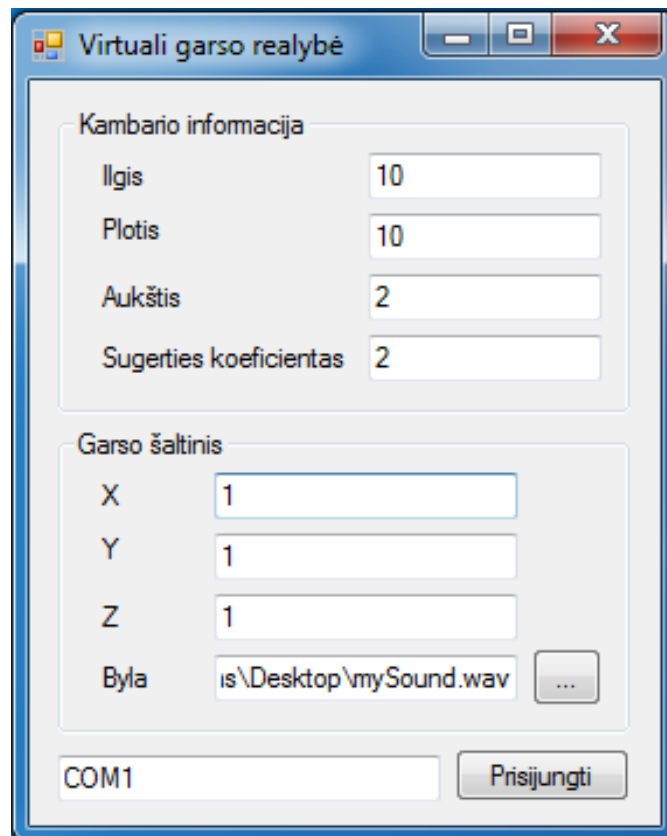 Virtuali garso realybė
Kambario informacija
Ilgis 10
Plotis 10
Aukštis 2
Sugerties koeficientas 2
Garso šaltinis
X 1
Y 1
Z 1
Byla s\Desktop\mySound.wav ...
COM1 Prisijungti